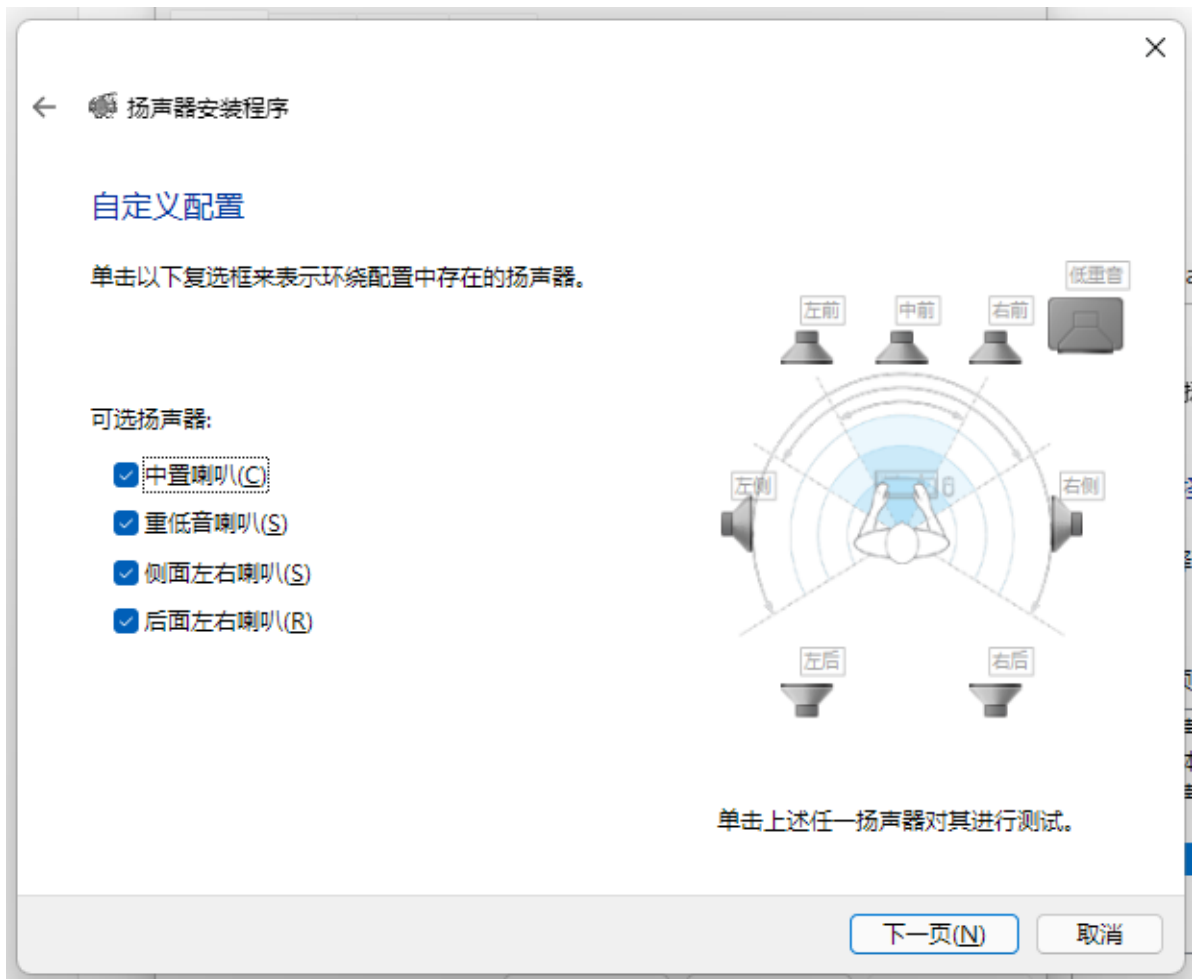 扬声器安装程序
自定义配置
单击以下复选框来表示环绕配置中存在的扬声器。
可选扬声器:
中置喇叭(C)
重低音喇叭(S)
侧面左右喇叭(S)
后面左右喇叭(R)
低重音
左前 中前 右前
左侧 右侧
左后 右后
单击上述任一扬声器对其进行测试。
下一页(N) 取消